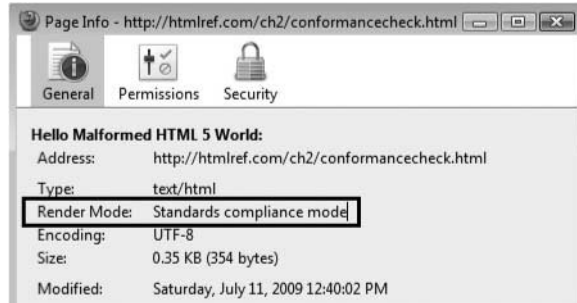 Page Info - http://htmlref.com/ch2/conformancecheck.html
General Permissions Security
Hello Malformed HTML 5 World:
Address: http://htmlref.com/ch2/conformancecheck.html
Type: text/html
Render Mode: Standards compliance mode
Encoding: UTF-8
Size: 0.35 KB (354 bytes)
Modified: Saturday, July 11, 2009 12:40:02 PM